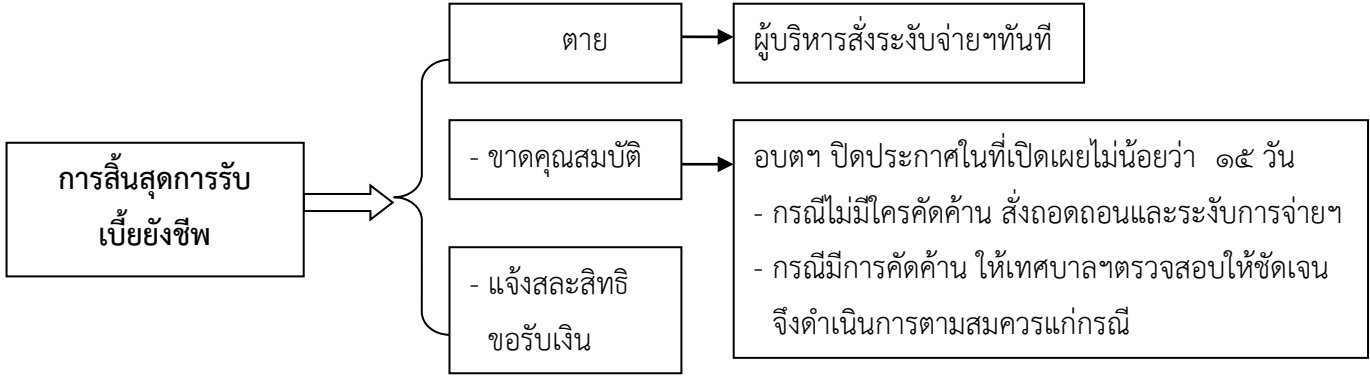 การสิ้นสุดการรับ
เบี้ยยังชีพ
ตาย
ผู้บริหารสั่งระงับจ่ายฯทันที
- ขาดคุณสมบัติ
อบตฯ ปิดประกาศในที่เปิดเผยไม่น้อยว่า ๑๕ วัน
- กรณีไม่มีใครคัดค้าน สั่งถอดถอนและระงับการจ่ายฯ
- กรณีมีการคัดค้าน ให้เทศบาลฯตรวจสอบให้ชัดเจน
จึงดำเนินการตามสมควรแก่กรณี
- แจ้งสละสิทธิ
ขอรับเงิน